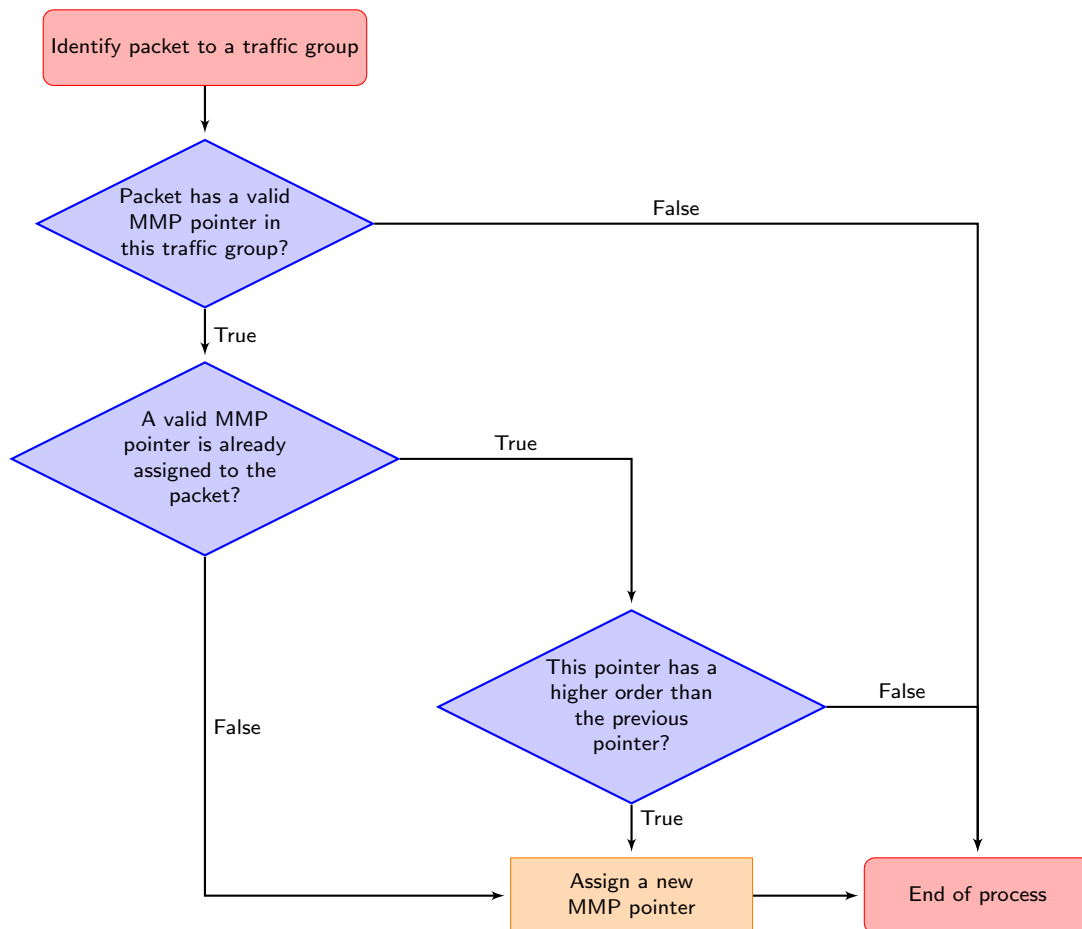 Identify packet to a traffic group
Packet has a valid
MMP pointer in
this traffic group?
False
True
A valid MMP
pointer is already
assigned to the
packet?
True
This pointer has a
higher order than
the previous
pointer?
False
False
True
Assign a new
MMP pointer
End of process